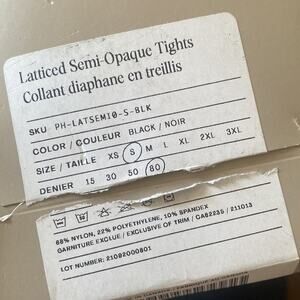 Latticed Semi-Opaque Tights
Collant diaphane en treillis
SKU PH-LATSEMI0-S-BLK
COLOR / COULEUR BLACK / NOIR
SIZE / TAILLE XS S M L XL 2XL 3XL
DENIER 15 30 50 80
68% NYLON, 22% POLYETHYLENE, 10% SPANDEX
GARNITURE EXCLUE / EXCLUSIVE OF TRIM / CA62235 / 211013
LOT NUMBER: 21092000801